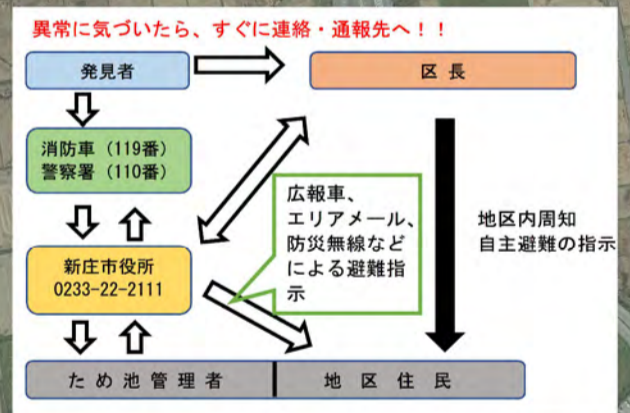 異常に気づいたら、すぐに連絡・通報先へ！！
発見者
区 長
消防車（119番）
警察署（110番）
広報車、
エリアメール、
防災無線など
による避難指
示
地区内周知
自主避難の指示
新庄市役所
0233-22-2111
た め 池 管 理 者
地 区 住 民